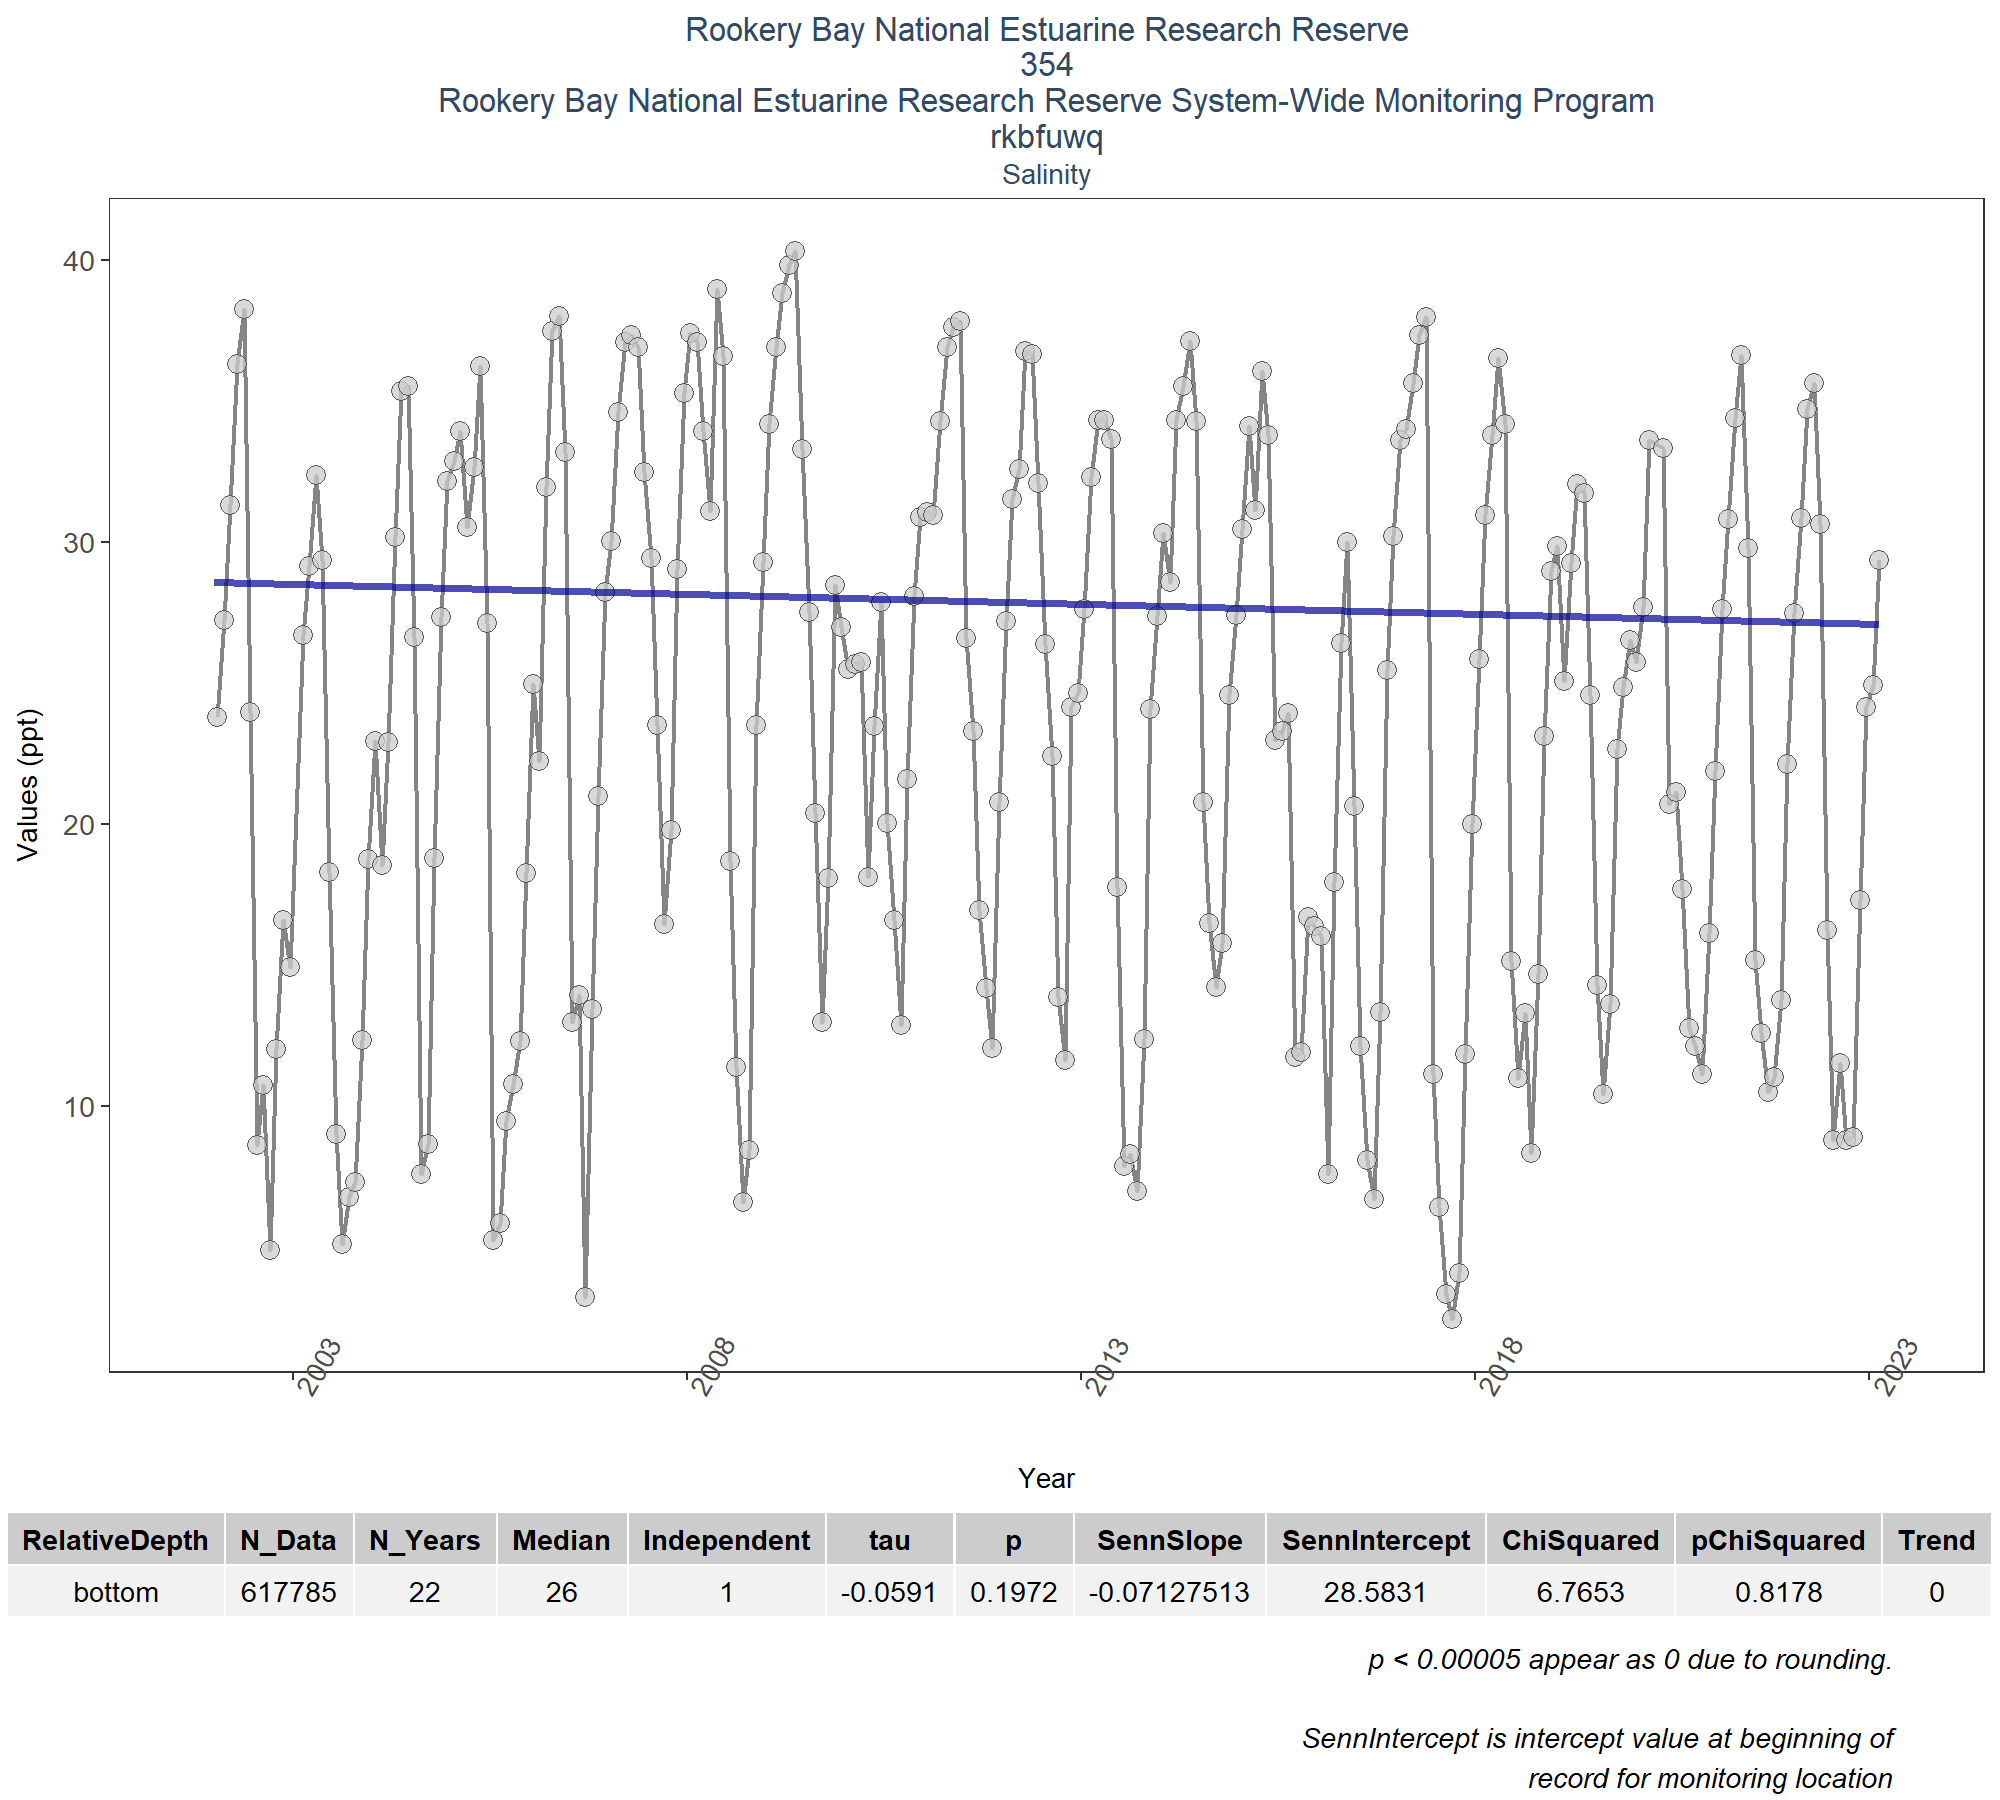 Rookery Bay National Estuarine Research Reserve
354
Rookery Bay National Estuarine Research Reserve System-Wide Monitoring Program
rkbfuwq
Salinity
40
30
20
10
Values (ppt)
2003 2008 2013 2018 2023
Year
RelativeDepth N_Data N_Years Median Independent tau p SennSlope SennIntercept ChiSquared pChiSquared Trend
bottom 617785 22 26 1 -0.0591 0.1972 -0.07127513 28.5831 6.7653 0.8178 0
p < 0.00005 appear as 0 due to rounding.
SennIntercept is intercept value at beginning of
record for monitoring location